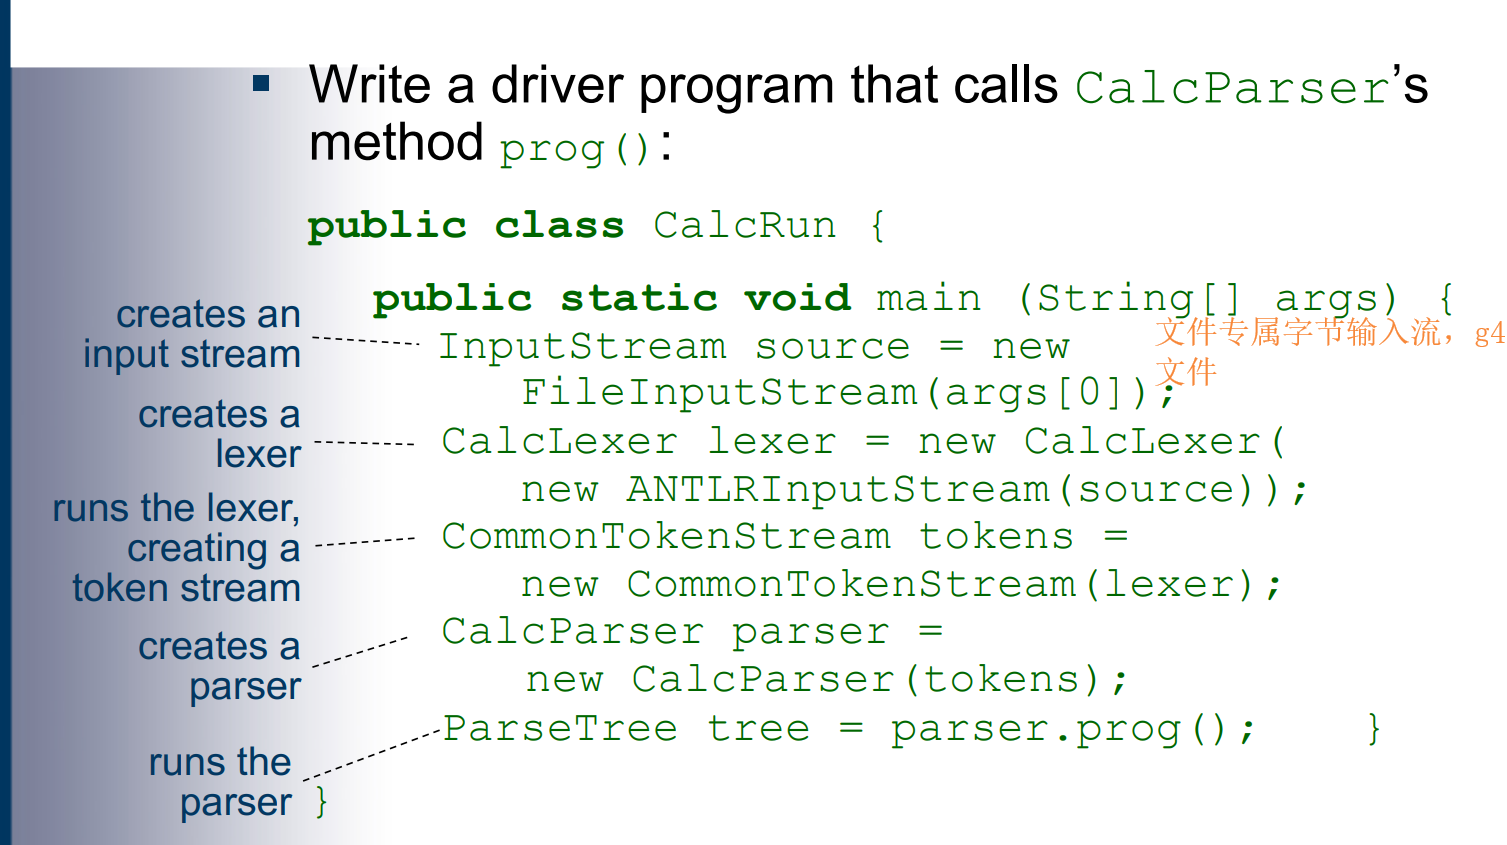 ▪ Write a driver program that calls CalcParser’s
method prog():
public class CalcRun {
public static void main (String[] args) {
creates an
input stream
InputStream source = new
文件专属字节输入流，g4
文件
FileInputStream(args[0]);
creates a
lexer
CalcLexer lexer = new CalcLexer(
new ANTLRInputStream(source));
runs the lexer,
creating a
token stream
CommonTokenStream tokens =
new CommonTokenStream(lexer);
creates a
parser
CalcParser parser =
new CalcParser(tokens);
ParseTree tree = parser.prog(); }
runs the
parser
}